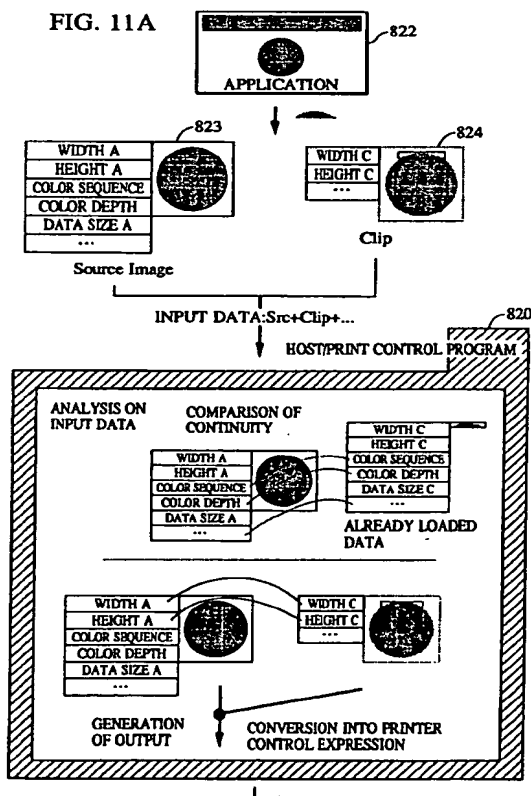 FIG. 11A
822
APPLICATION
823
824
WIDTH A
HEIGHT A
COLOR SEQUENCE
COLOR DEPTH
DATA SIZE A
...
Source Image
WIDTH C
HEIGHT C
...
Clip
INPUT DATA:Src+Clip+...
820
HOST/PRINT CONTROL PROGRAM
ANALYSIS ON
INPUT DATA
COMPARISON OF
CONTINUITY
WIDTH A
HEIGHT A
COLOR SEQUENCE
COLOR DEPTH
DATA SIZE A
...
WIDTH C
HEIGHT C
COLOR SEQUENCE
COLOR DEPTH
DATA SIZE C
...
ALREADY LOADED
DATA
WIDTH A
HEIGHT A
COLOR SEQUENCE
COLOR DEPTH
DATA SIZE A
...
WIDTH C
HEIGHT C
...
GENERATION
OF OUTPUT
CONVERSION INTO PRINTER
CONTROL EXPRESSION